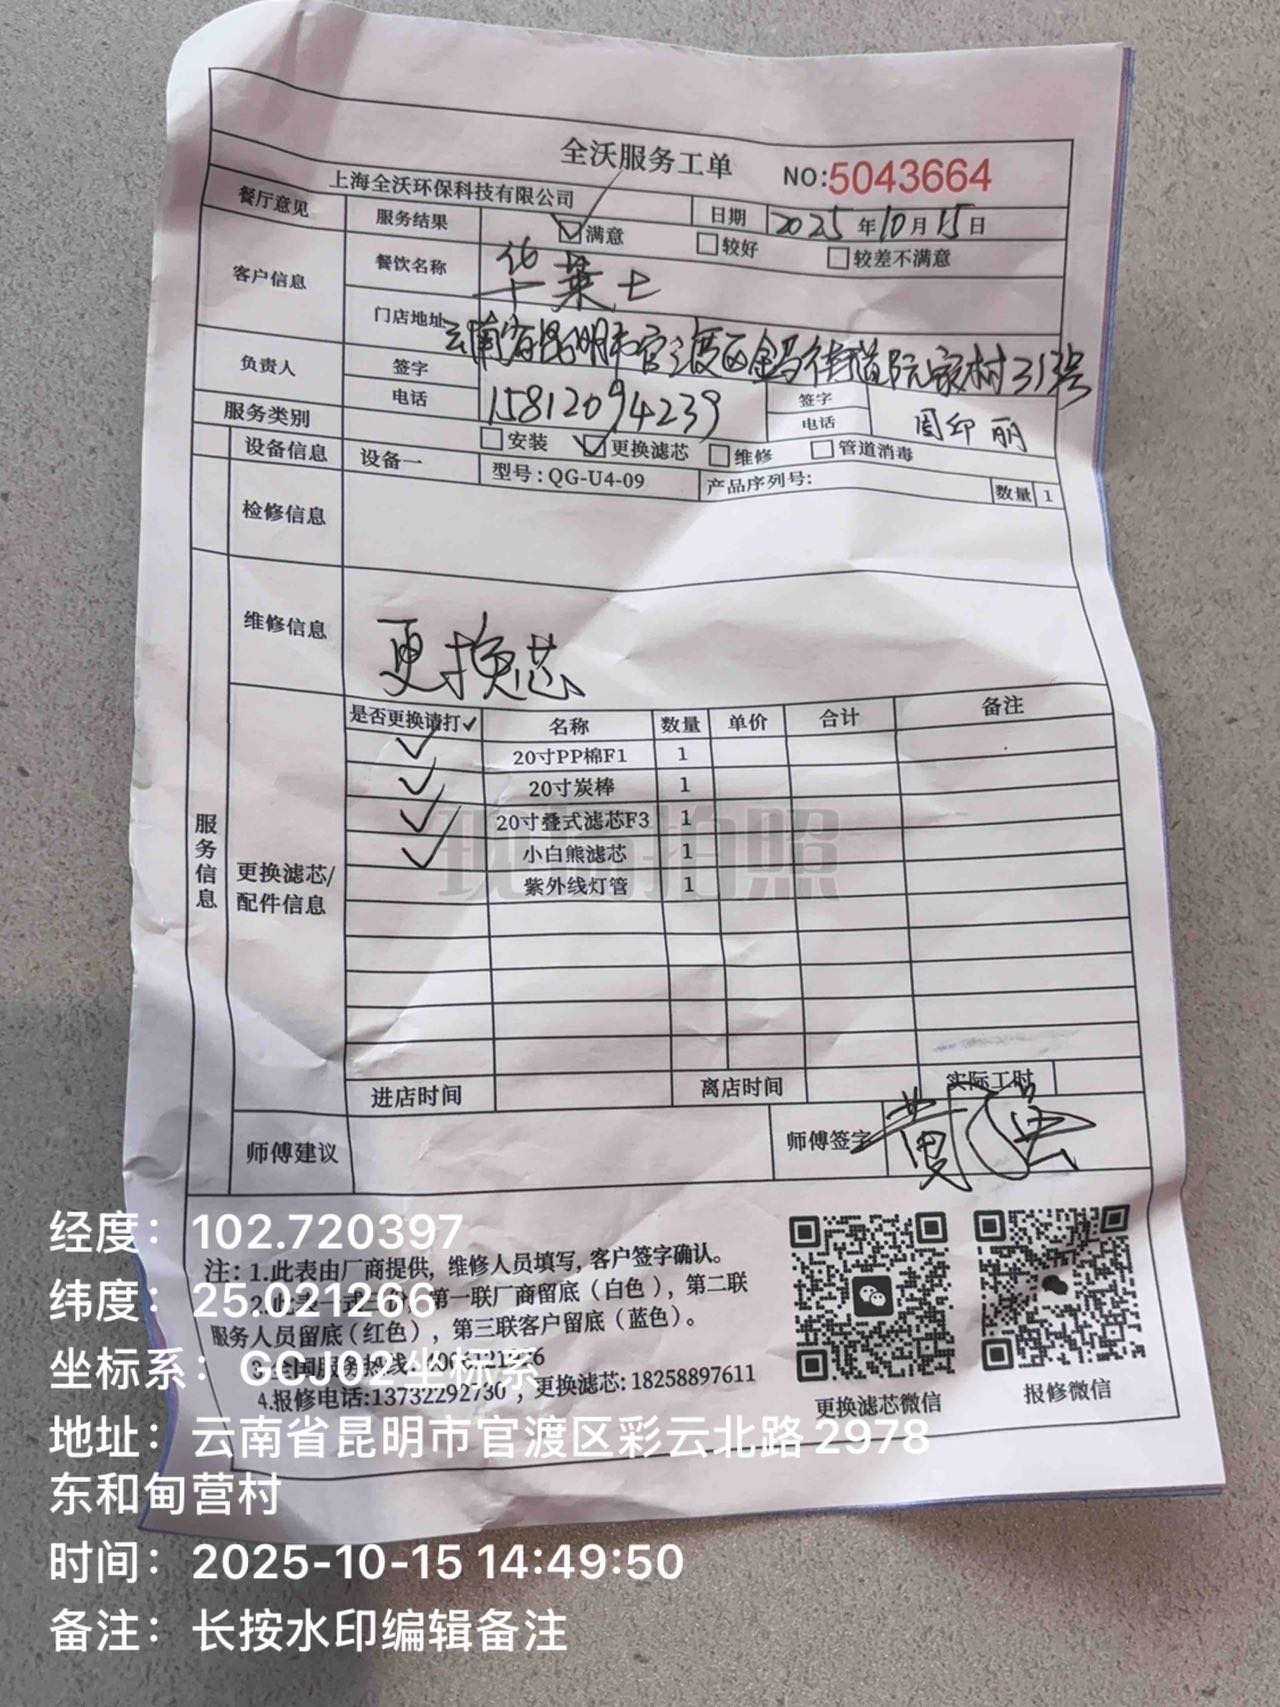 全沃服务工单 NO:5043664
上海全沃环保科技有限公司 日期 2025年10月15日
餐厅意见 服务结果 满意 较好 较差不满意
客户信息 餐饮名称 华莱士
门店地址 云南省昆明市官渡区金马街道阮家村313号
负责人 签字 签字 周印丽
电话 15812094239 电话
服务类别 安装 更换滤芯 维修 管道消毒
设备信息 设备一 型号:QG-U4-09 产品序列号: 数量 1
检修信息
维修信息 更换芯
服务信息
更换滤芯/配件信息
是否更换请打✓ 名称 数量 单价 合计 备注
✓ 20寸PP棉F1 1
✓ 20寸炭棒 1
✓ 20寸叠式滤芯F3 1
✓ 小白熊滤芯 1
紫外线灯管 1
现场拍照
进店时间 离店时间 实际工时
师傅建议 师傅签字
注:1.此表由厂商提供,维修人员填写,客户签字确认。
第一联厂商留底(白色),第二联
服务人员留底(红色),第三联客户留底(蓝色)。
3.全国服务热线
4.报修电话:13732292730,更换滤芯:18258897611
更换滤芯微信 报修微信
经度:102.720397
纬度:25.021266
坐标系:GCJ02坐标系
地址:云南省昆明市官渡区彩云北路2978
东和甸营村
时间:2025-10-15 14:49:50
备注:长按水印编辑备注